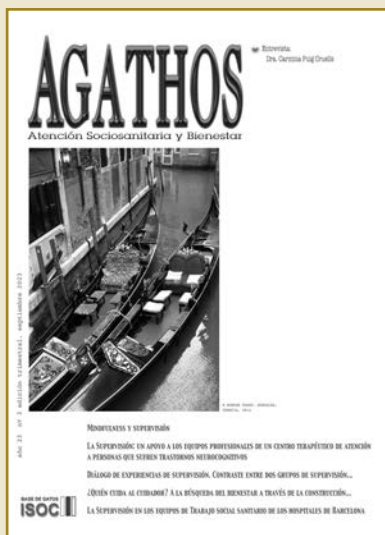 AGATHOS
Atención Sociosanitaria y Bienestar
Entrevista:
Dra. Carmina Puig Cruells
año 23 nº 3 edición trimestral. septiembre 2023
MINDFULNESS Y SUPERVISIÓN
LA SUPERVISIÓN: UN APOYO A LOS EQUIPOS PROFESIONALES DE UN CENTRO TERAPÉUTICO DE ATENCIÓN
A PERSONAS QUE SUFREN TRASTORNOS NEUROCOGNITIVOS
DIÁLOGO DE EXPERIENCIAS DE SUPERVISIÓN. CONTRASTE ENTRE DOS GRUPOS DE SUPERVISIÓN...
¿QUIÉN CUIDA AL CUIDADOR? A LA BÚSQUEDA DEL BIENESTAR A TRAVÉS DE LA CONSTRUCCIÓN...
LA SUPERVISIÓN EN LOS EQUIPOS DE TRABAJO SOCIAL SANITARIO DE LOS HOSPITALES DE BARCELONA
BASE DE DATOS
ISOC